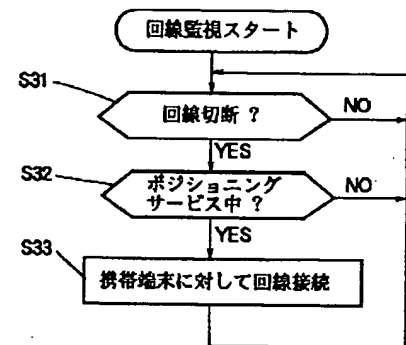 回線監視スタート
S31
回線切断 ?
NO
YES
S32
ポジショニング
サービス中 ?
NO
YES
S33
携帯端末に対して回線接続